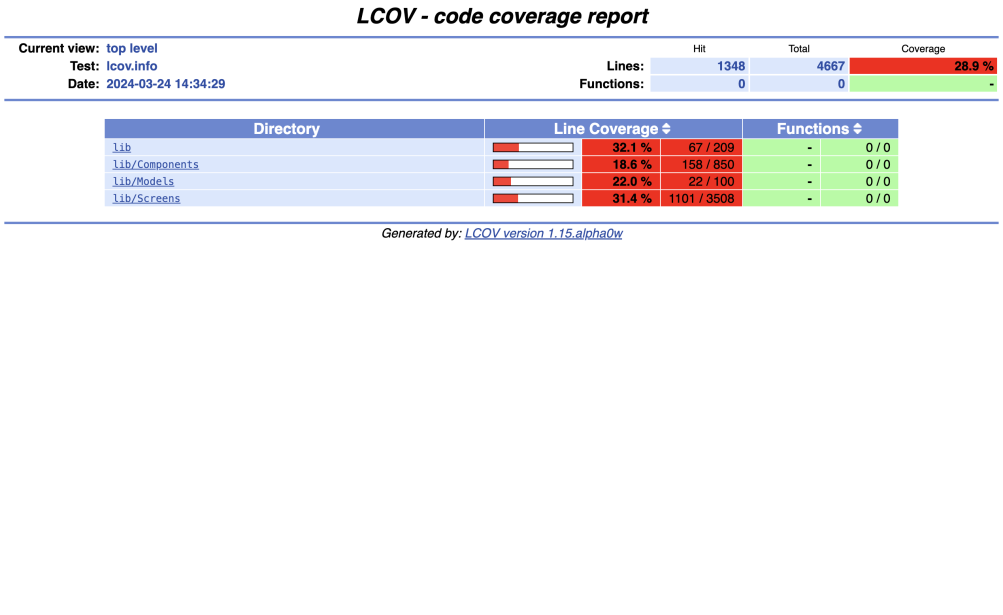 LCOV - code coverage report
Current view: top level Hit Total Coverage
Test: lcov.info Lines: 1348 4667 28.9 %
Date: 2024-03-24 14:34:29 Functions: 0 0 -
Directory Line Coverage Functions
lib 32.1 % 67 / 209 - 0 / 0
lib/Components 18.6 % 158 / 850 - 0 / 0
lib/Models 22.0 % 22 / 100 - 0 / 0
lib/Screens 31.4 % 1101 / 3508 - 0 / 0
Generated by: LCOV version 1.15.alpha0w